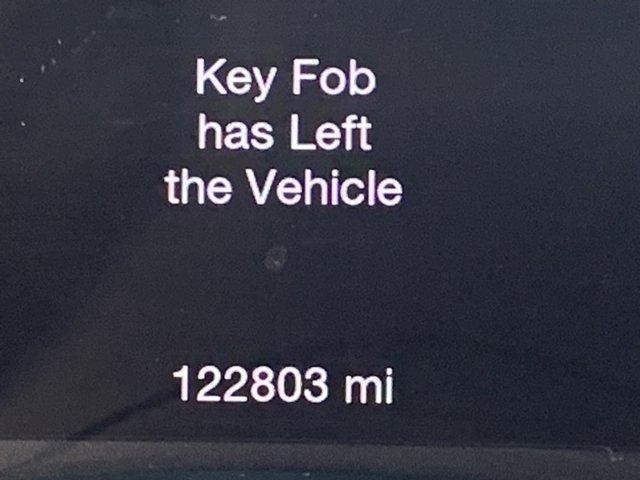 Key Fob
has Left
the Vehicle
122803 mi